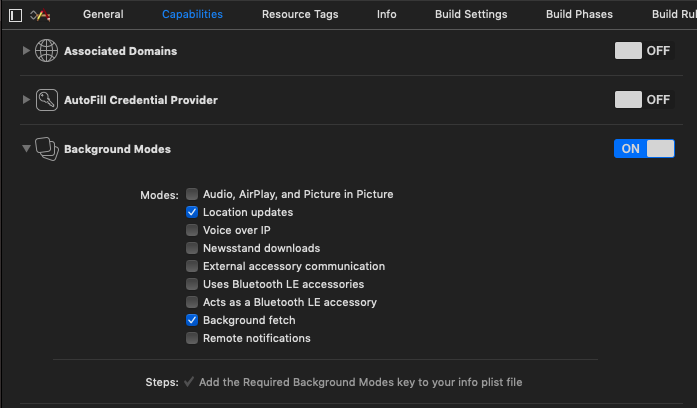 General Capabilities Resource Tags Info Build Settings Build Phases Build Rul
Associated Domains OFF
AutoFill Credential Provider OFF
Background Modes ON
Modes: Audio, AirPlay, and Picture in Picture
Location updates
Voice over IP
Newsstand downloads
External accessory communication
Uses Bluetooth LE accessories
Acts as a Bluetooth LE accessory
Background fetch
Remote notifications
Steps: Add the Required Background Modes key to your info plist file